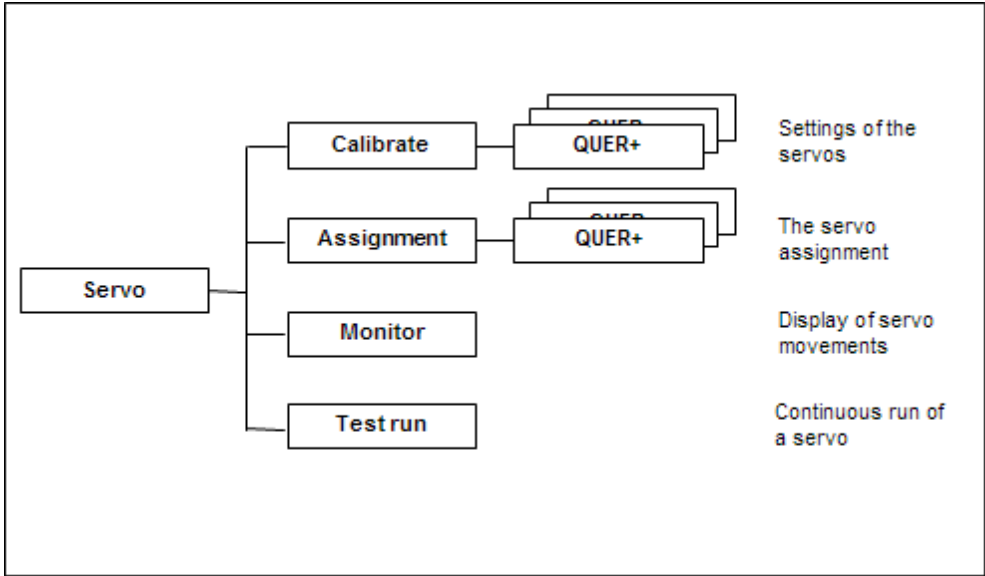 Calibrate
QUER+
Settings of the
servos
Assignment
QUER+
The servo
assignment
Servo
Monitor
Display of servo
movements
Test run
Continuous run of
a servo